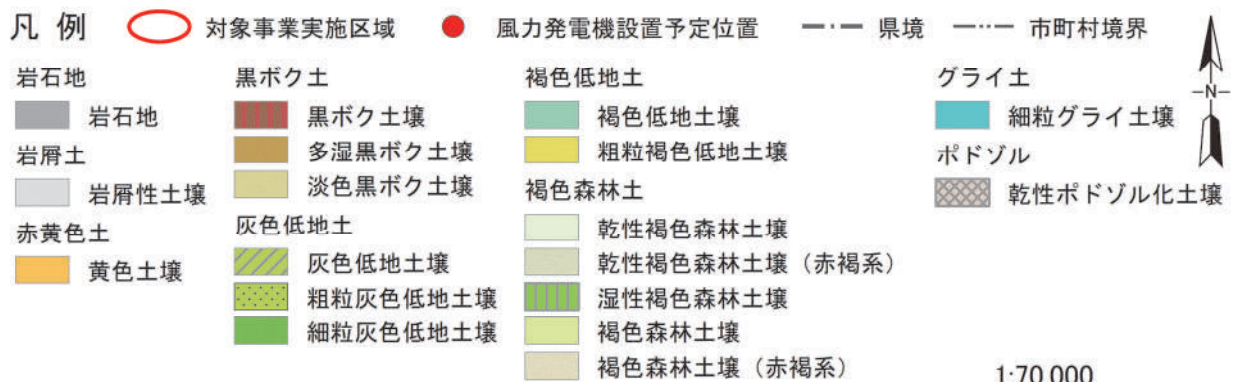 凡 例 対象事業実施区域 風力発電機設置予定位置 県境 市町村境界
岩石地
岩石地
岩屑土
岩屑性土壌
赤黄色土
黄色土壌
黒ボク土
黒ボク土壌
多湿黒ボク土壌
淡色黒ボク土壌
灰色低地土
灰色低地土壌
粗粒灰色低地土壌
細粒灰色低地土壌
褐色低地土
褐色低地土壌
粗粒褐色低地土壌
褐色森林土
乾性褐色森林土壌
乾性褐色森林土壌（赤褐系）
湿性褐色森林土壌
褐色森林土壌
褐色森林土壌（赤褐系）
グライ土
細粒グライ土壌
ポドゾル
乾性ポドゾル化土壌
N
1:70,000